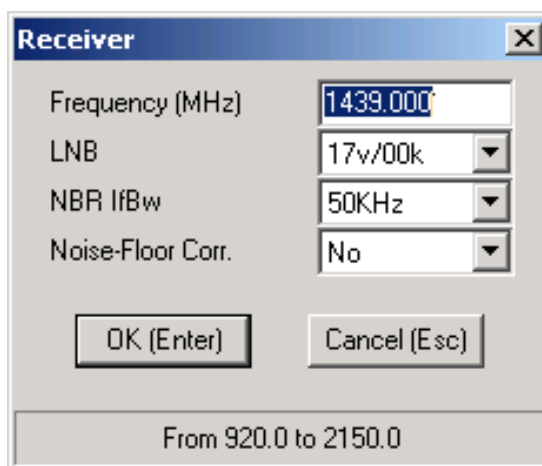 Receiver
Frequency (MHz) 1439.000
LNB 17v/00k
NBR IfBw 50KHz
Noise-Floor Corr. No
OK (Enter) Cancel (Esc)
From 920.0 to 2150.0